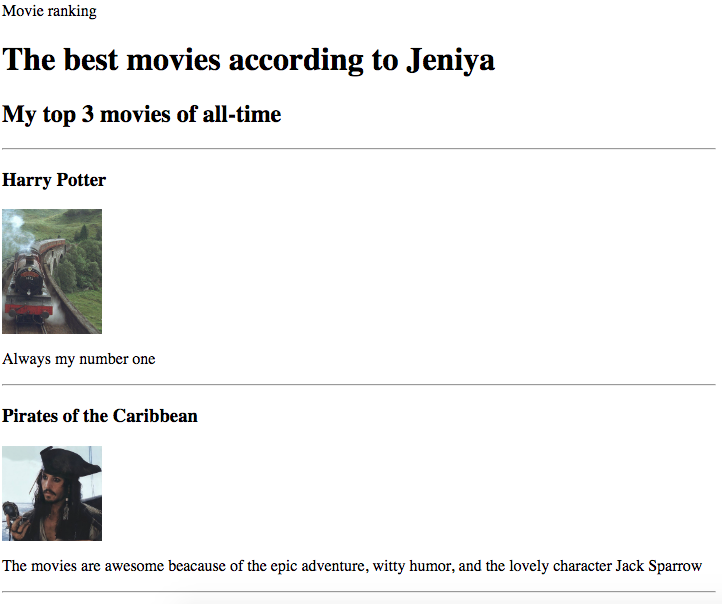 Movie ranking
The best movies according to Jeniya
My top 3 movies of all-time
Harry Potter
Always my number one
Pirates of the Caribbean
The movies are awesome beacause of the epic adventure, witty humor, and the lovely character Jack Sparrow